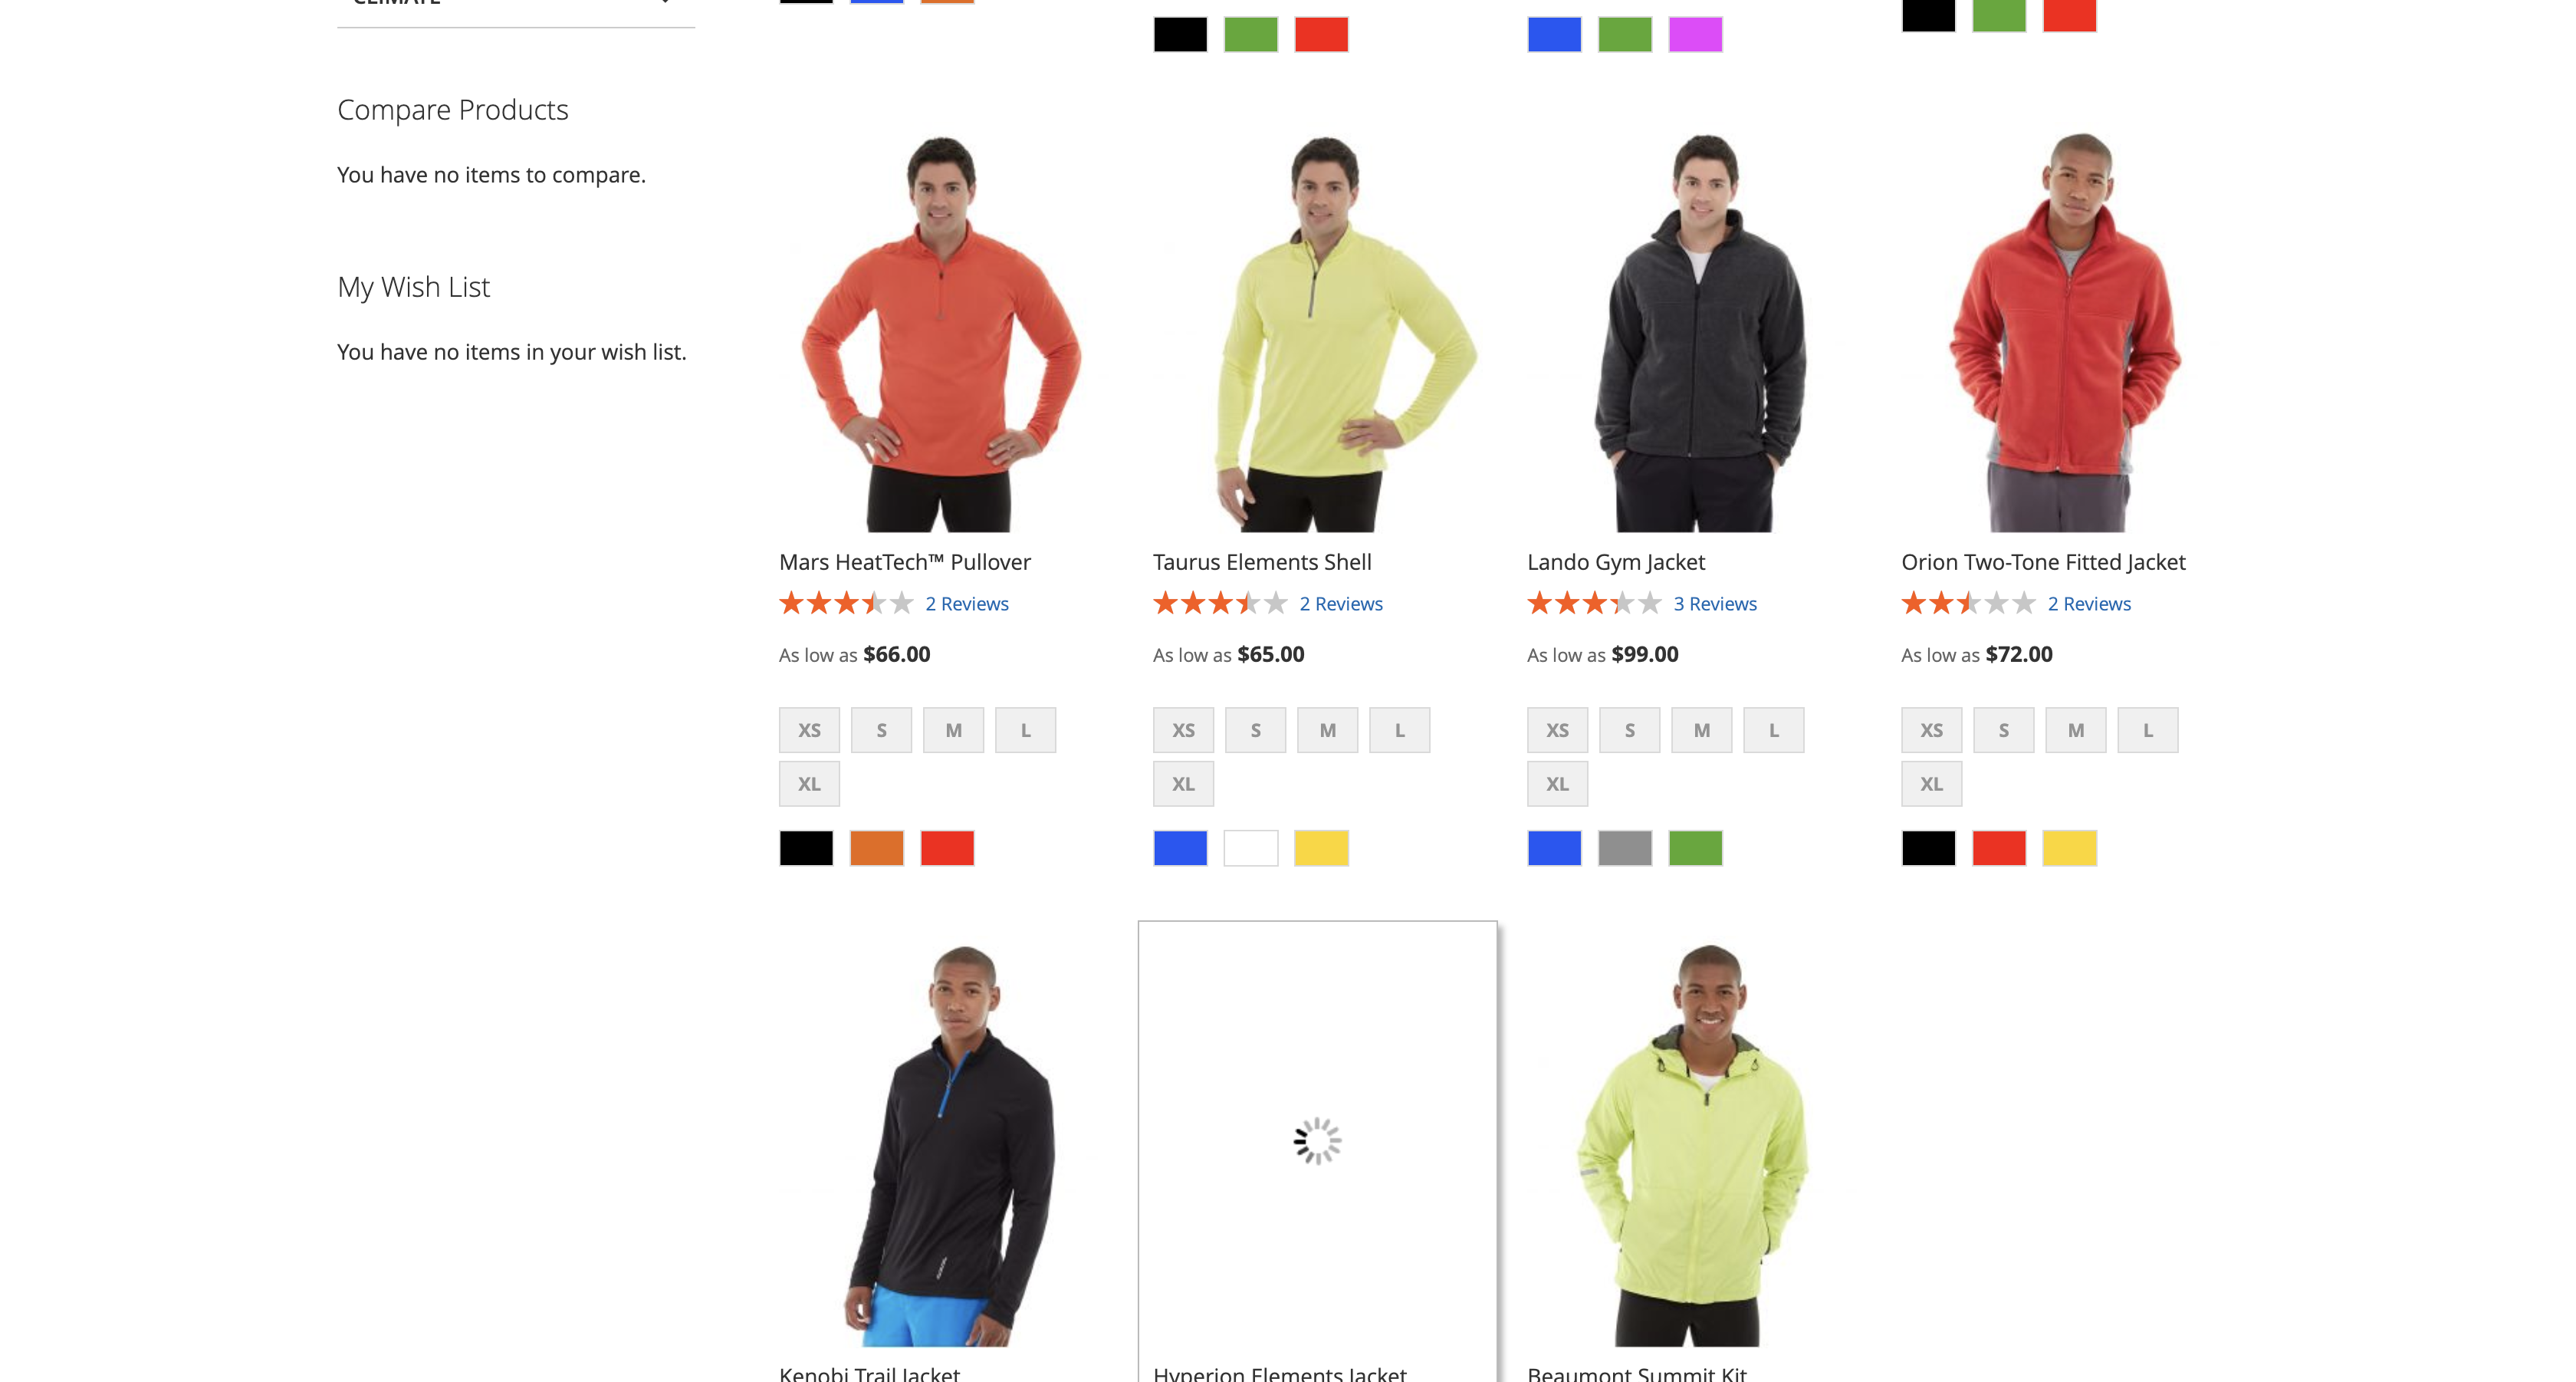 CLIMATE
Compare Products
You have no items to compare.
My Wish List
You have no items in your wish list.
Mars HeatTech™ Pullover
2 Reviews
As low as $66.00
XS S M L
XL
Taurus Elements Shell
2 Reviews
As low as $65.00
XS S M L
XL
Lando Gym Jacket
3 Reviews
As low as $99.00
XS S M L
XL
Orion Two-Tone Fitted Jacket
2 Reviews
As low as $72.00
XS S M L
XL
Kenobi Trail Jacket
Hyperion Elements Jacket
Beaumont Summit Kit